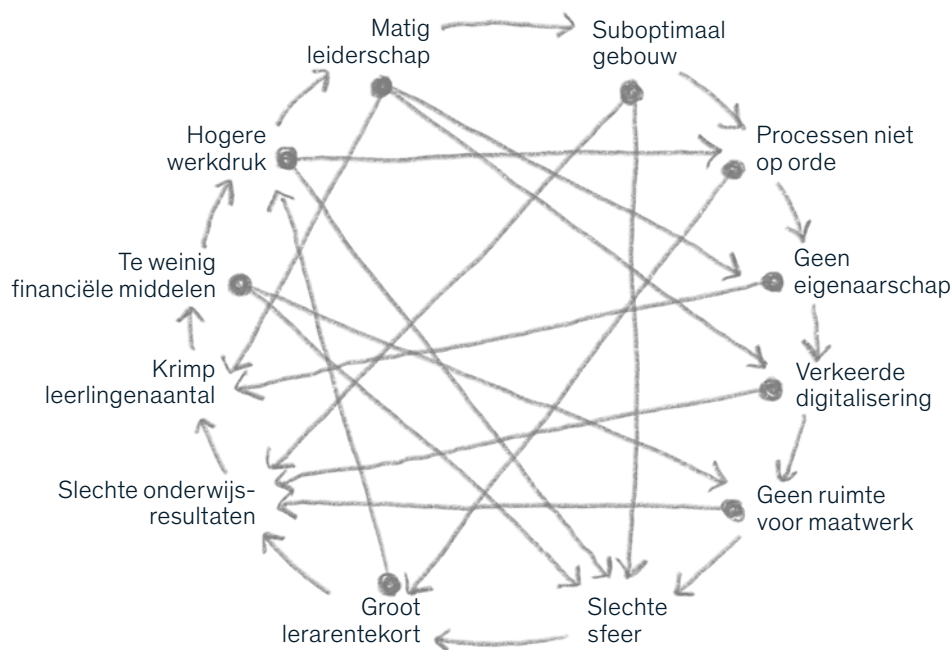 Matig
leiderschap
Suboptimaal
gebouw
Hogere
werkdruk
Processen niet
op orde
Te weinig
financiële middelen
Geen
eigenaarschap
Krimp
leerlingenaantal
Verkeerde
digitalisering
Slechte onderwijs-
resultaten
Geen ruimte
voor maatwerk
Groot
lerarentekort
Slechte
sfeer